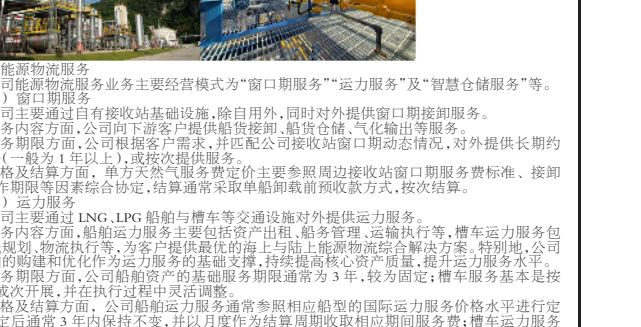 能源物流服务
司能源物流服务业务主要经营模式为“窗口期服务”“运力服务”及“智慧仓储服务”等。
）窗口期服务
司主要通过自有接收站基础设施,除自用外,同时对外提供窗口期接卸服务。
务内容方面,公司向下游客户提供船货接卸、船货仓储、气化输出等服务。
务期限方面,公司根据客户需求,并匹配公司接收站窗口期动态情况,对外提供长期约
（一般为 1 年以上）,或按次提供服务。
格及结算方面，单方天然气服务费定价主要参照周边接收站窗口期服务费标准、接卸
作期限等因素综合协定,结算通常采取单船卸载前预收款方式,按次结算。
）运力服务
司主要通过 LNG、LPG 船舶与槽车等交通设施对外提供运力服务。
务内容方面,船舶运力服务主要包括资产出租、船务管理、运输执行等,槽车运力服务包
规划、物流执行等,为客户提供最优的海上与陆上能源物流综合解决方案。特别地,公司
的购建和优化作为运力服务的基础支撑,持续提高核心资产质量,提升运力服务水平。
务期限方面,公司船舶资产的基础服务期限通常为 3 年,较为固定;槽车服务基本是按
或次开展,并在执行过程中灵活调整。
格及结算方面，公司船舶运力服务通常参照相应船型的国际运力服务价格水平进行定
定后通常 3 年内保持不变,并以月度作为结算周期收取相应期间服务费;槽车运力服务